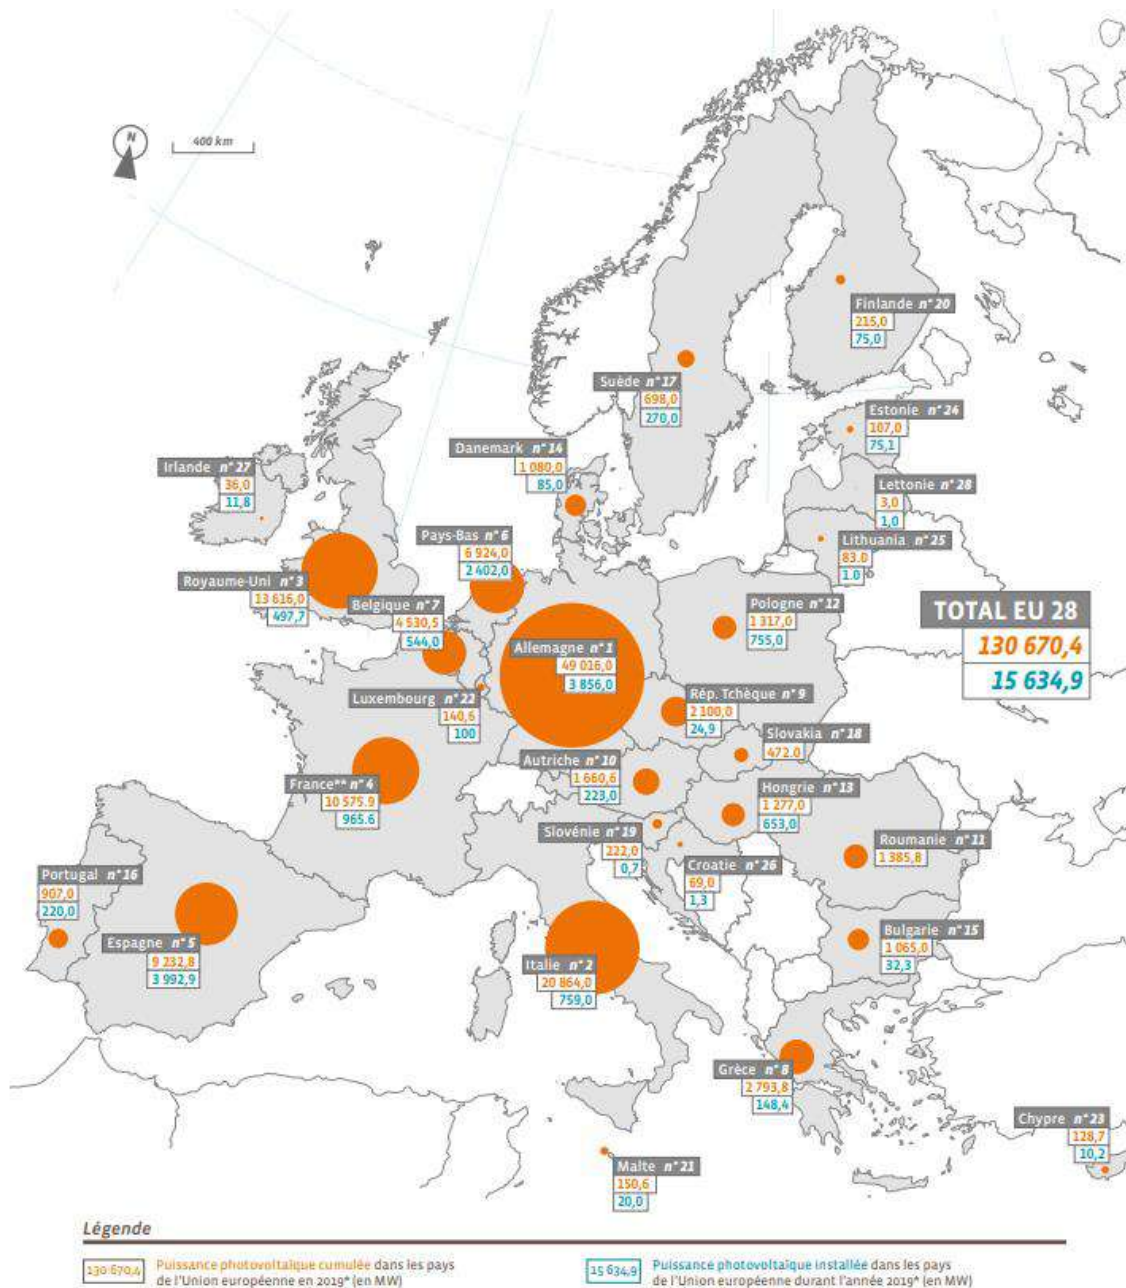 N
400 km
Finlande n°20
215,0
75,0
Suède n°17
698,0
270,0
Estonie n°24
107,0
75,1
Danemark n°14
1 080,0
85,0
Irlande n°27
36,0
11,8
Lettonie n°28
3,0
1,0
Pays-Bas n°6
6 924,0
2 402,0
Lithuania n°25
83.0
1.0
Royaume-Uni n°3
13 616,0
497,7
Belgique n°7
4 530,5
544,0
Pologne n°12
1 317,0
755,0
TOTAL EU 28
130 670,4
15 634,9
Allemagne n°1
49 016,0
3 856,0
Luxembourg n°22
140,6
100
Rép. Tchèque n°9
2 100,0
24,9
Slovakia n°18
472.0
Autriche n°10
1 660,6
223,0
France** n°4
10 575.9
965.6
Hongrie n°13
1 277,0
653,0
Slovénie n°19
222,0
0,7
Roumanie n°11
1 385,8
Croatie n°26
69,0
1,3
Portugal n°16
907,0
220,0
Espagne n°5
9 232,8
3 992,9
Bulgarie n°15
1 065,0
32,3
Italie n°2
20 864,0
759,0
Grèce n°8
2 793,8
148,4
Chypre n°23
128,7
10,2
Malte n°21
150,6
20,0
Légende
130 670,4 Puissance photovoltaïque cumulée dans les pays
de l'Union européenne en 2019* (en MW)
15 634,9 Puissance photovoltaïque installée dans les pays
de l'Union européenne durant l'année 2019* (en MW)